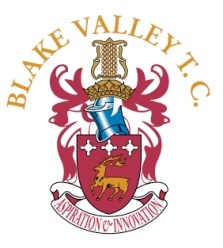 BLAKE VALLEY T. C.
ASPIRATION & INNOVATION